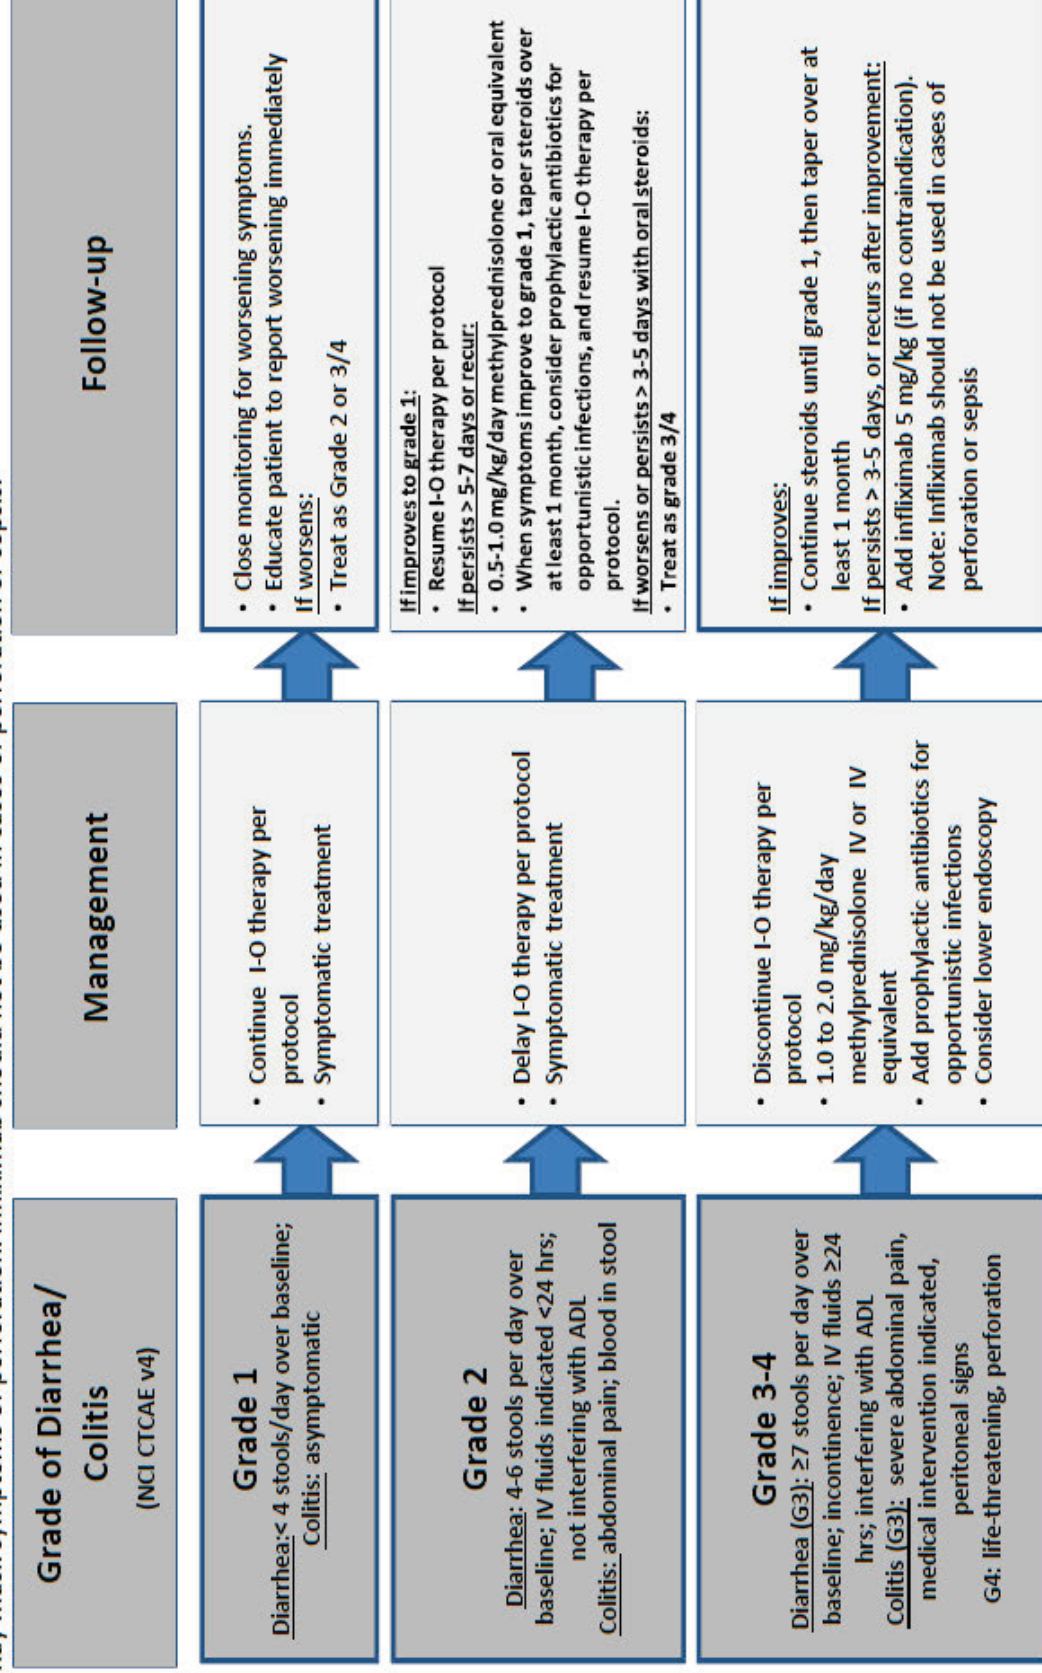 Grade of Diarrhea/
Colitis
(NCI CTCAE v4)
Management
Follow-up
Grade 1
Diarrhea:< 4 stools/day over baseline;
Colitis: asymptomatic
• Continue I-O therapy per
protocol
• Symptomatic treatment
• Close monitoring for worsening symptoms.
• Educate patient to report worsening immediately
If worsens:
• Treat as Grade 2 or 3/4
Grade 2
Diarrhea: 4-6 stools per day over
baseline; IV fluids indicated <24 hrs;
not interfering with ADL
Colitis: abdominal pain; blood in stool
• Delay I-O therapy per protocol
• Symptomatic treatment
If improves to grade 1:
• Resume I-O therapy per protocol
If persists > 5-7 days or recur:
• 0.5-1.0 mg/kg/day methylprednisolone or oral equivalent
• When symptoms improve to grade 1, taper steroids over
at least 1 month, consider prophylactic antibiotics for
opportunistic infections, and resume I-O therapy per
protocol.
If worsens or persists > 3-5 days with oral steroids:
• Treat as grade 3/4
Grade 3-4
Diarrhea (G3): ≥7 stools per day over
baseline; incontinence; IV fluids ≥24
hrs; interfering with ADL
Colitis (G3): severe abdominal pain,
medical intervention indicated,
peritoneal signs
G4: life-threatening, perforation
• Discontinue I-O therapy per
protocol
• 1.0 to 2.0 mg/kg/day
methylprednisolone IV or IV
equivalent
• Add prophylactic antibiotics for
opportunistic infections
• Consider lower endoscopy
If improves:
• Continue steroids until grade 1, then taper over at
least 1 month
If persists > 3-5 days, or recurs after improvement:
• Add infliximab 5 mg/kg (if no contraindication).
Note: Infliximab should not be used in cases of
perforation or sepsis